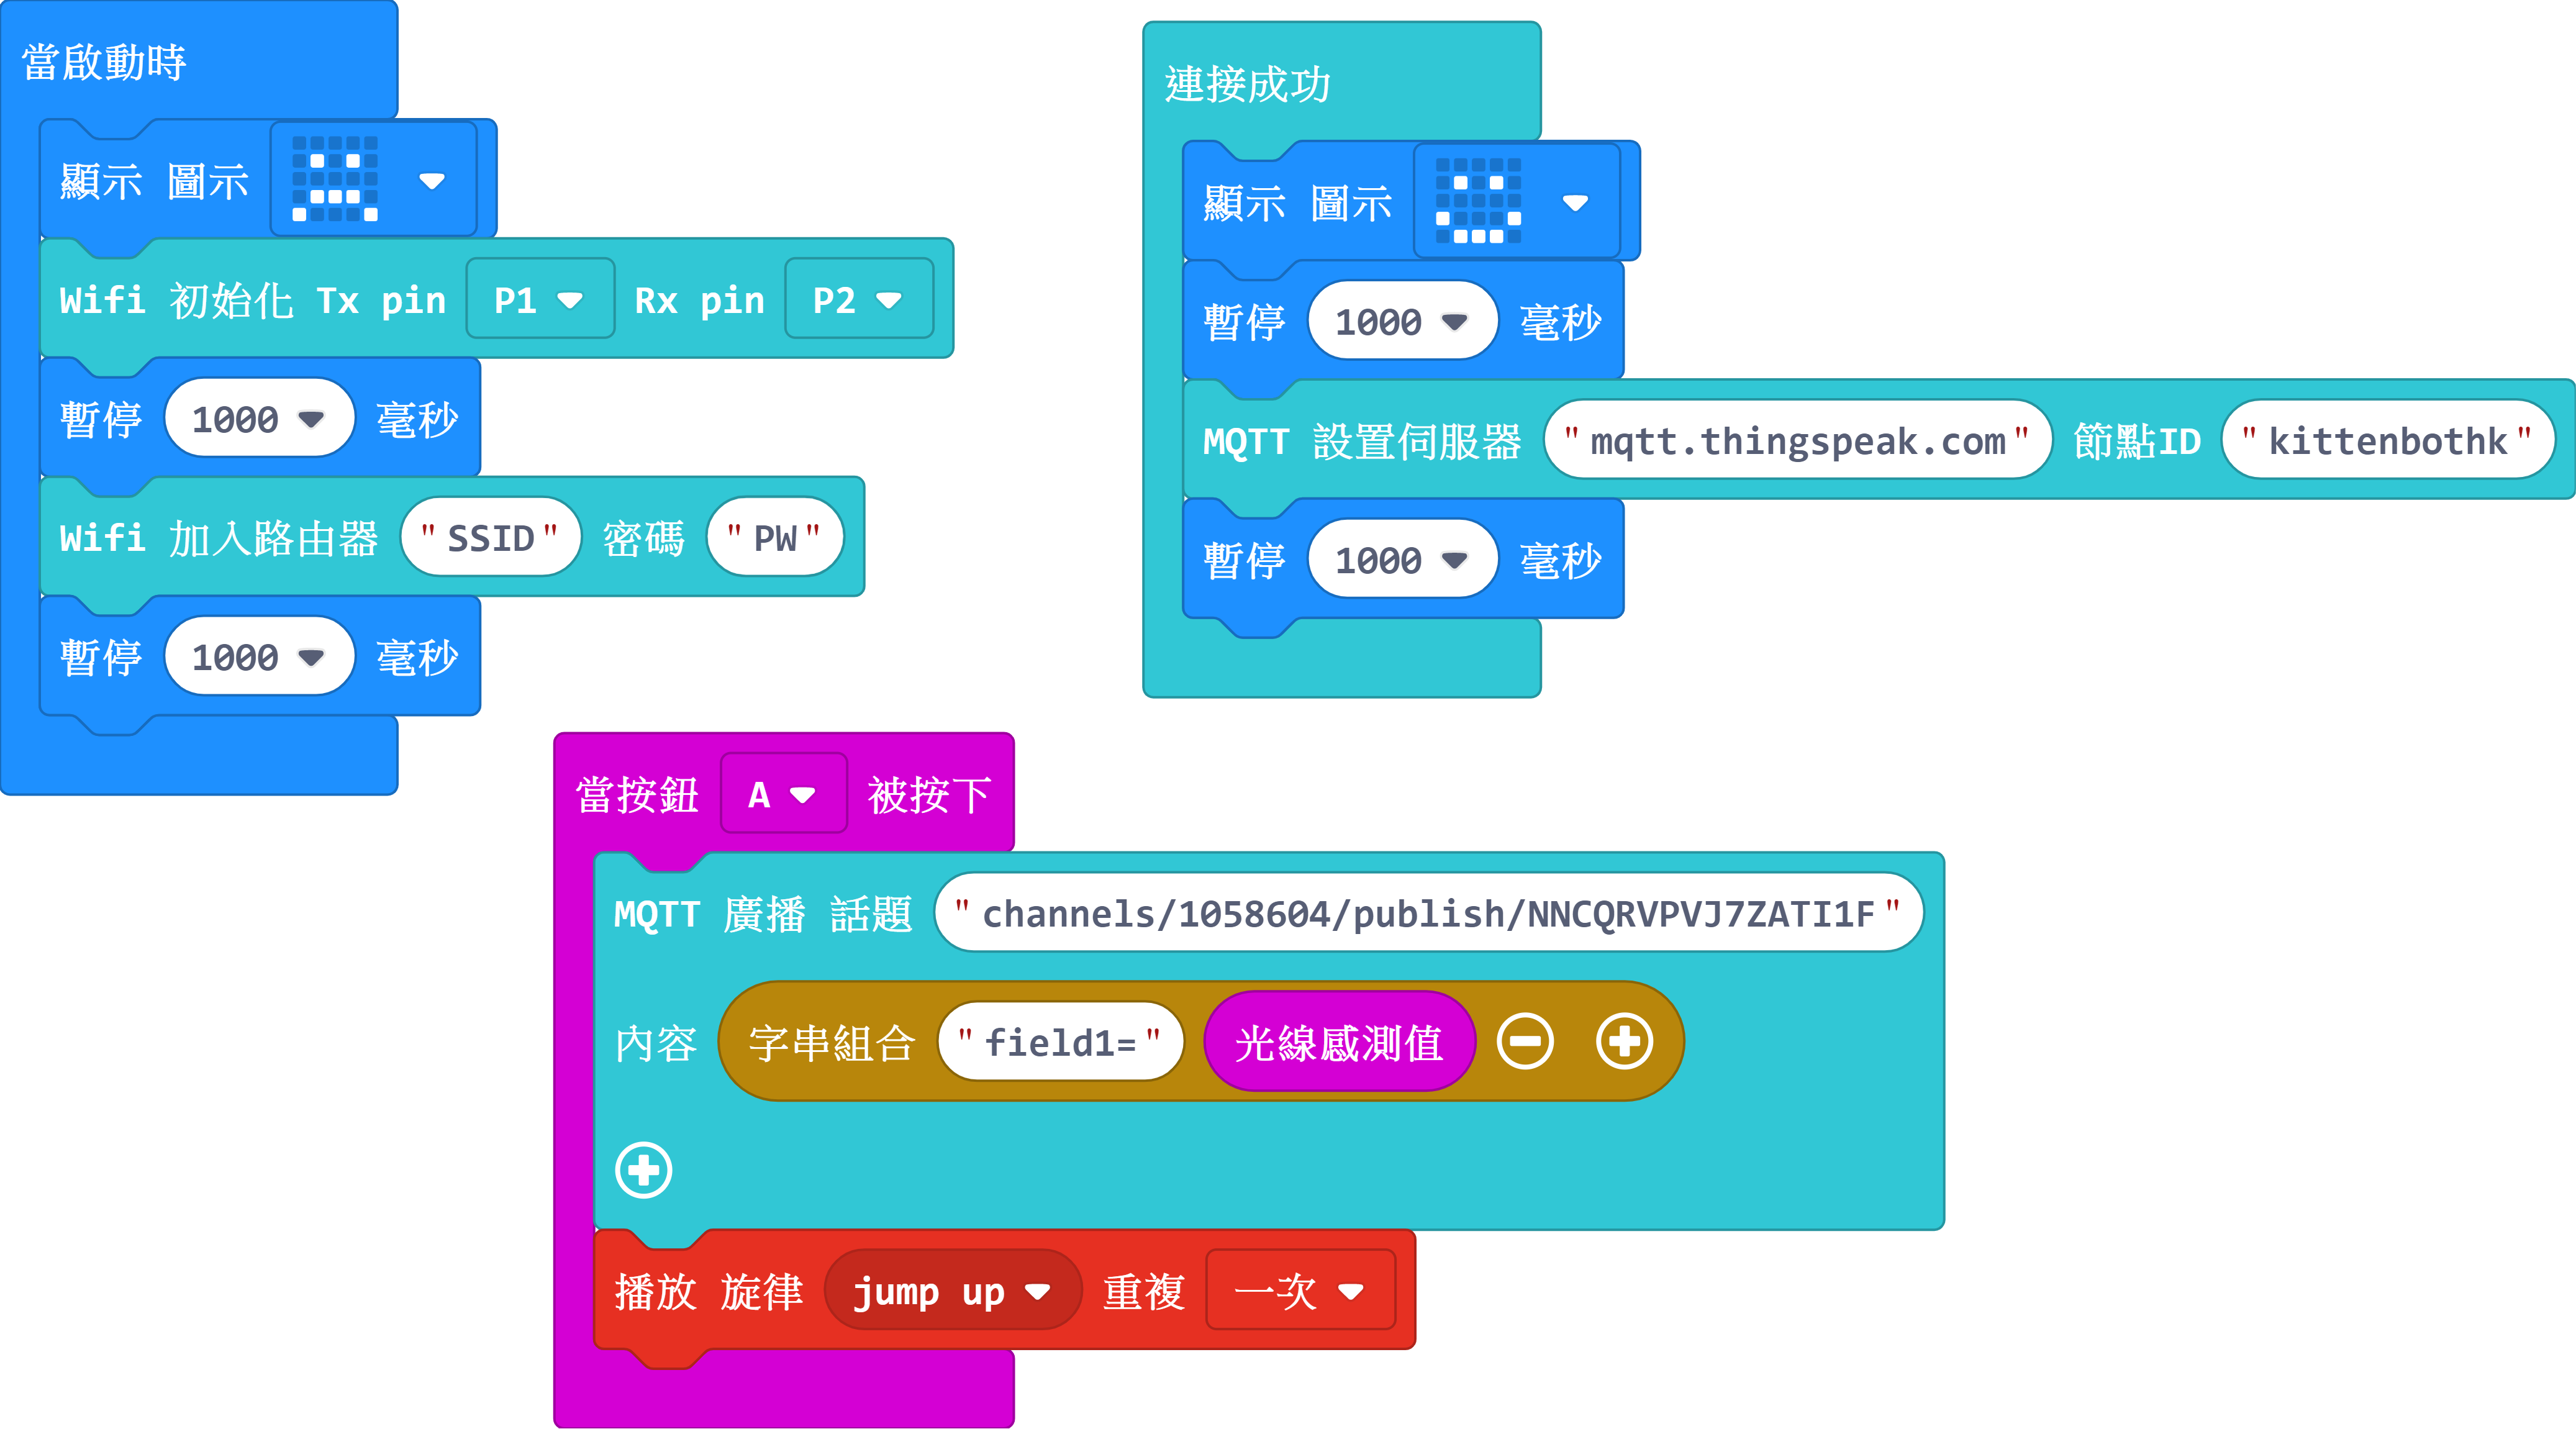 當啟動時
顯示 圖示
Wifi 初始化 Tx pin P1 Rx pin P2
暫停 1000 毫秒
Wifi 加入路由器 "SSID" 密碼 "PW"
暫停 1000 毫秒
連接成功
顯示 圖示
暫停 1000 毫秒
MQTT 設置伺服器 "mqtt.thingspeak.com" 節點ID "kittenbothk"
暫停 1000 毫秒
當按鈕 A 被按下
MQTT 廣播 話題 "channels/1058604/publish/NNCQRVPVJ7ZATI1F"
內容 字串組合 "field1=" 光線感測值
播放 旋律 jump up 重複 一次